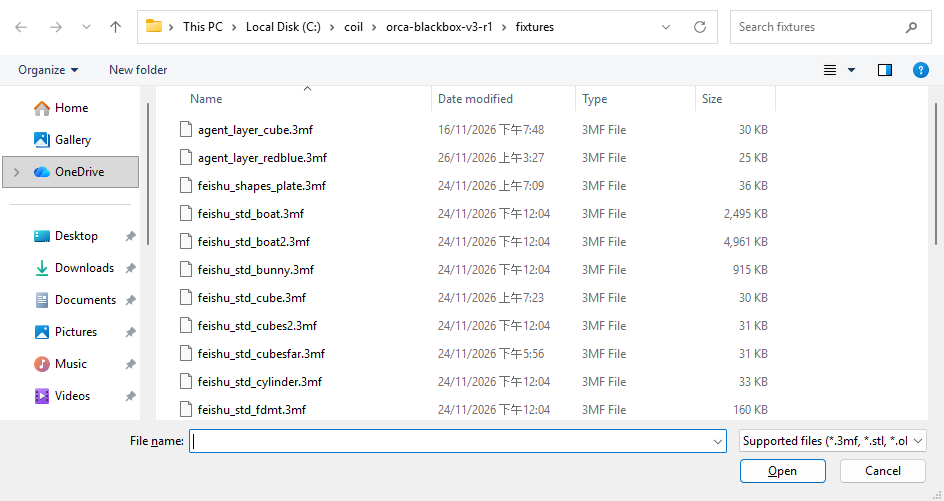 This PC > Local Disk (C:) > coil > orca-blackbox-v3-r1 > fixtures
Search fixtures
Organize
New folder
Name
Date modified
Type
Size
Home
Gallery
OneDrive
Desktop
Downloads
Documents
Pictures
Music
Videos
agent_layer_cube.3mf 16/11/2026 下午7:48 3MF File 30 KB
agent_layer_redblue.3mf 26/11/2026 上午3:27 3MF File 25 KB
feishu_shapes_plate.3mf 24/11/2026 上午7:09 3MF File 36 KB
feishu_std_boat.3mf 24/11/2026 下午12:04 3MF File 2,495 KB
feishu_std_boat2.3mf 24/11/2026 下午12:04 3MF File 4,961 KB
feishu_std_bunny.3mf 24/11/2026 下午12:04 3MF File 915 KB
feishu_std_cube.3mf 24/11/2026 上午7:23 3MF File 30 KB
feishu_std_cubes2.3mf 24/11/2026 下午12:04 3MF File 31 KB
feishu_std_cubesfar.3mf 24/11/2026 下午5:56 3MF File 31 KB
feishu_std_cylinder.3mf 24/11/2026 下午12:04 3MF File 33 KB
feishu_std_fdmt.3mf 24/11/2026 下午12:04 3MF File 160 KB
File name:
Supported files (*.3mf, *.stl, *.ol
Open
Cancel